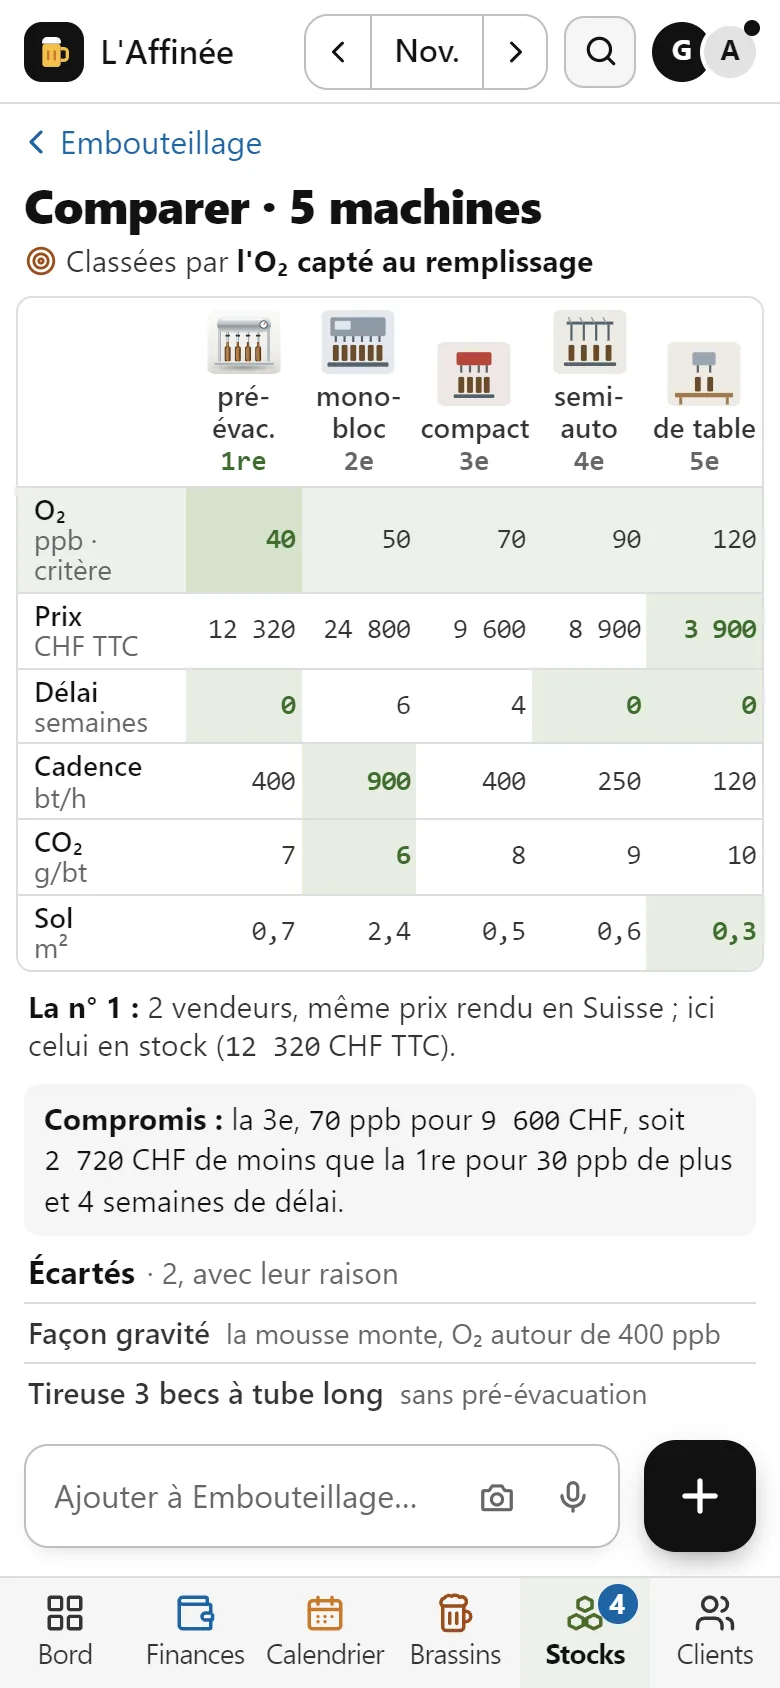 L'Affinée
Nov.
G
A
Embouteillage
Comparer · 5 machines
Classées par l'O₂ capté au remplissage
pré-évac. 1re
mono-bloc 2e
compact 3e
semi-auto 4e
de table 5e
O₂ ppb · critère 40 50 70 90 120
Prix CHF TTC 12 320 24 800 9 600 8 900 3 900
Délai semaines 0 6 4 0 0
Cadence bt/h 400 900 400 250 120
CO₂ g/bt 7 6 8 9 10
Sol m² 0,7 2,4 0,5 0,6 0,3
La n° 1 : 2 vendeurs, même prix rendu en Suisse ; ici
celui en stock (12 320 CHF TTC).
Compromis : la 3e, 70 ppb pour 9 600 CHF, soit
2 720 CHF de moins que la 1re pour 30 ppb de plus
et 4 semaines de délai.
Écartés · 2, avec leur raison
Façon gravité la mousse monte, O₂ autour de 400 ppb
Tireuse 3 becs à tube long sans pré-évacuation
Ajouter à Embouteillage...
Bord
Finances
Calendrier
Brassins
4
Stocks
Clients